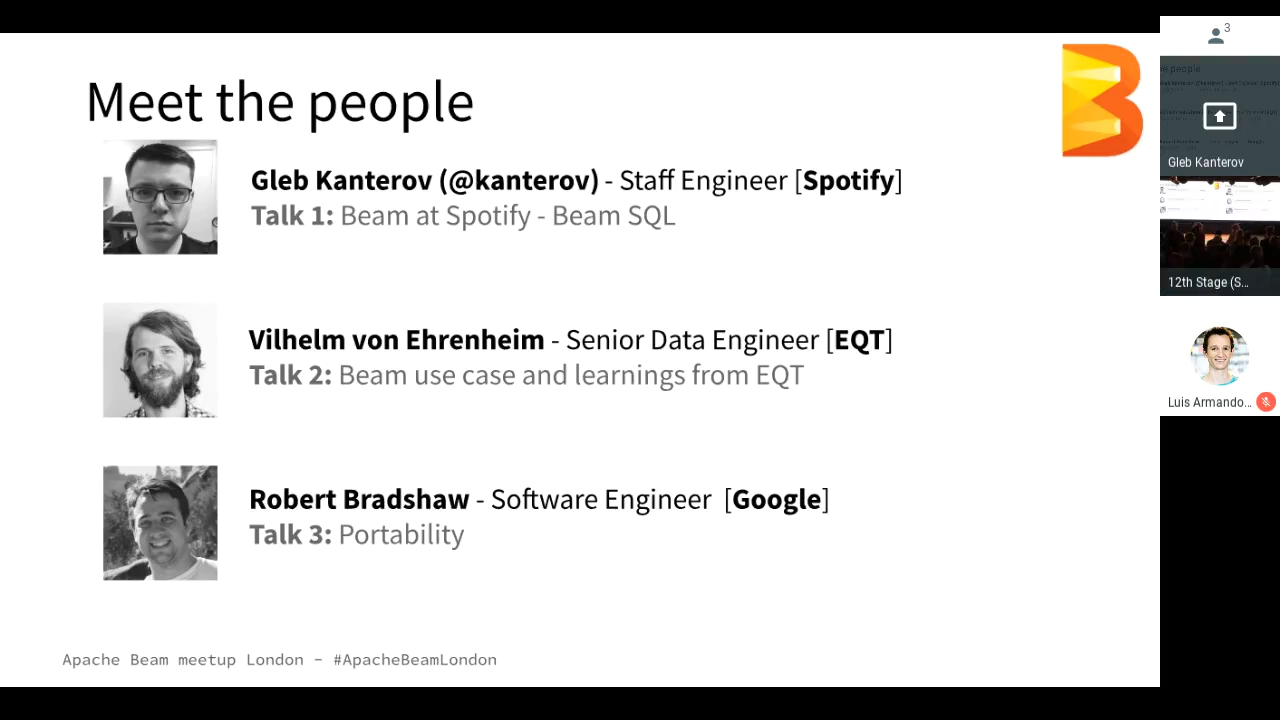 Meet the people
Gleb Kanterov (@kanterov) - Staff Engineer [Spotify]
Talk 1: Beam at Spotify - Beam SQL
Vilhelm von Ehrenheim - Senior Data Engineer [EQT]
Talk 2: Beam use case and learnings from EQT
Robert Bradshaw - Software Engineer [Google]
Talk 3: Portability
Apache Beam meetup London - #ApacheBeamLondon
3
Gleb Kanterov
12th Stage (S...
Luis Armando...